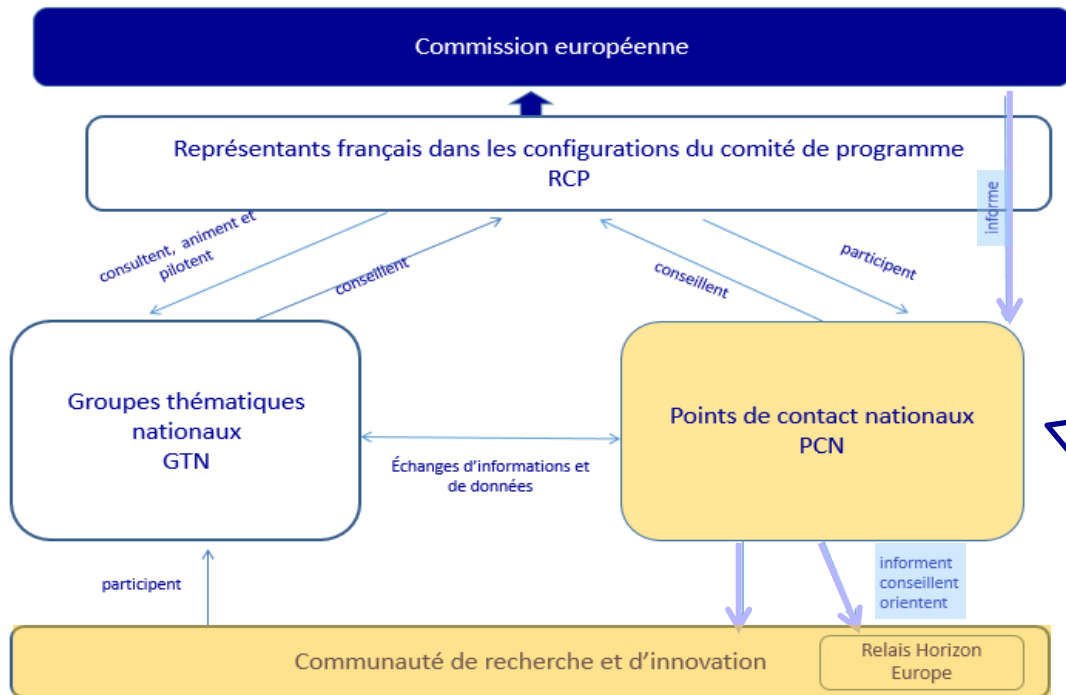 Commission européenne
Représentants français dans les configurations du comité de programme
RCP
informe
consultent, animent et
pilotent
conseillent
conseillent
participent
Groupes thématiques
nationaux
GTN
Points de contact nationaux
PCN
Échanges d’informations et
de données
participent
informent
conseillent
orientent
Communauté de recherche et d’innovation
Relais Horizon
Europe